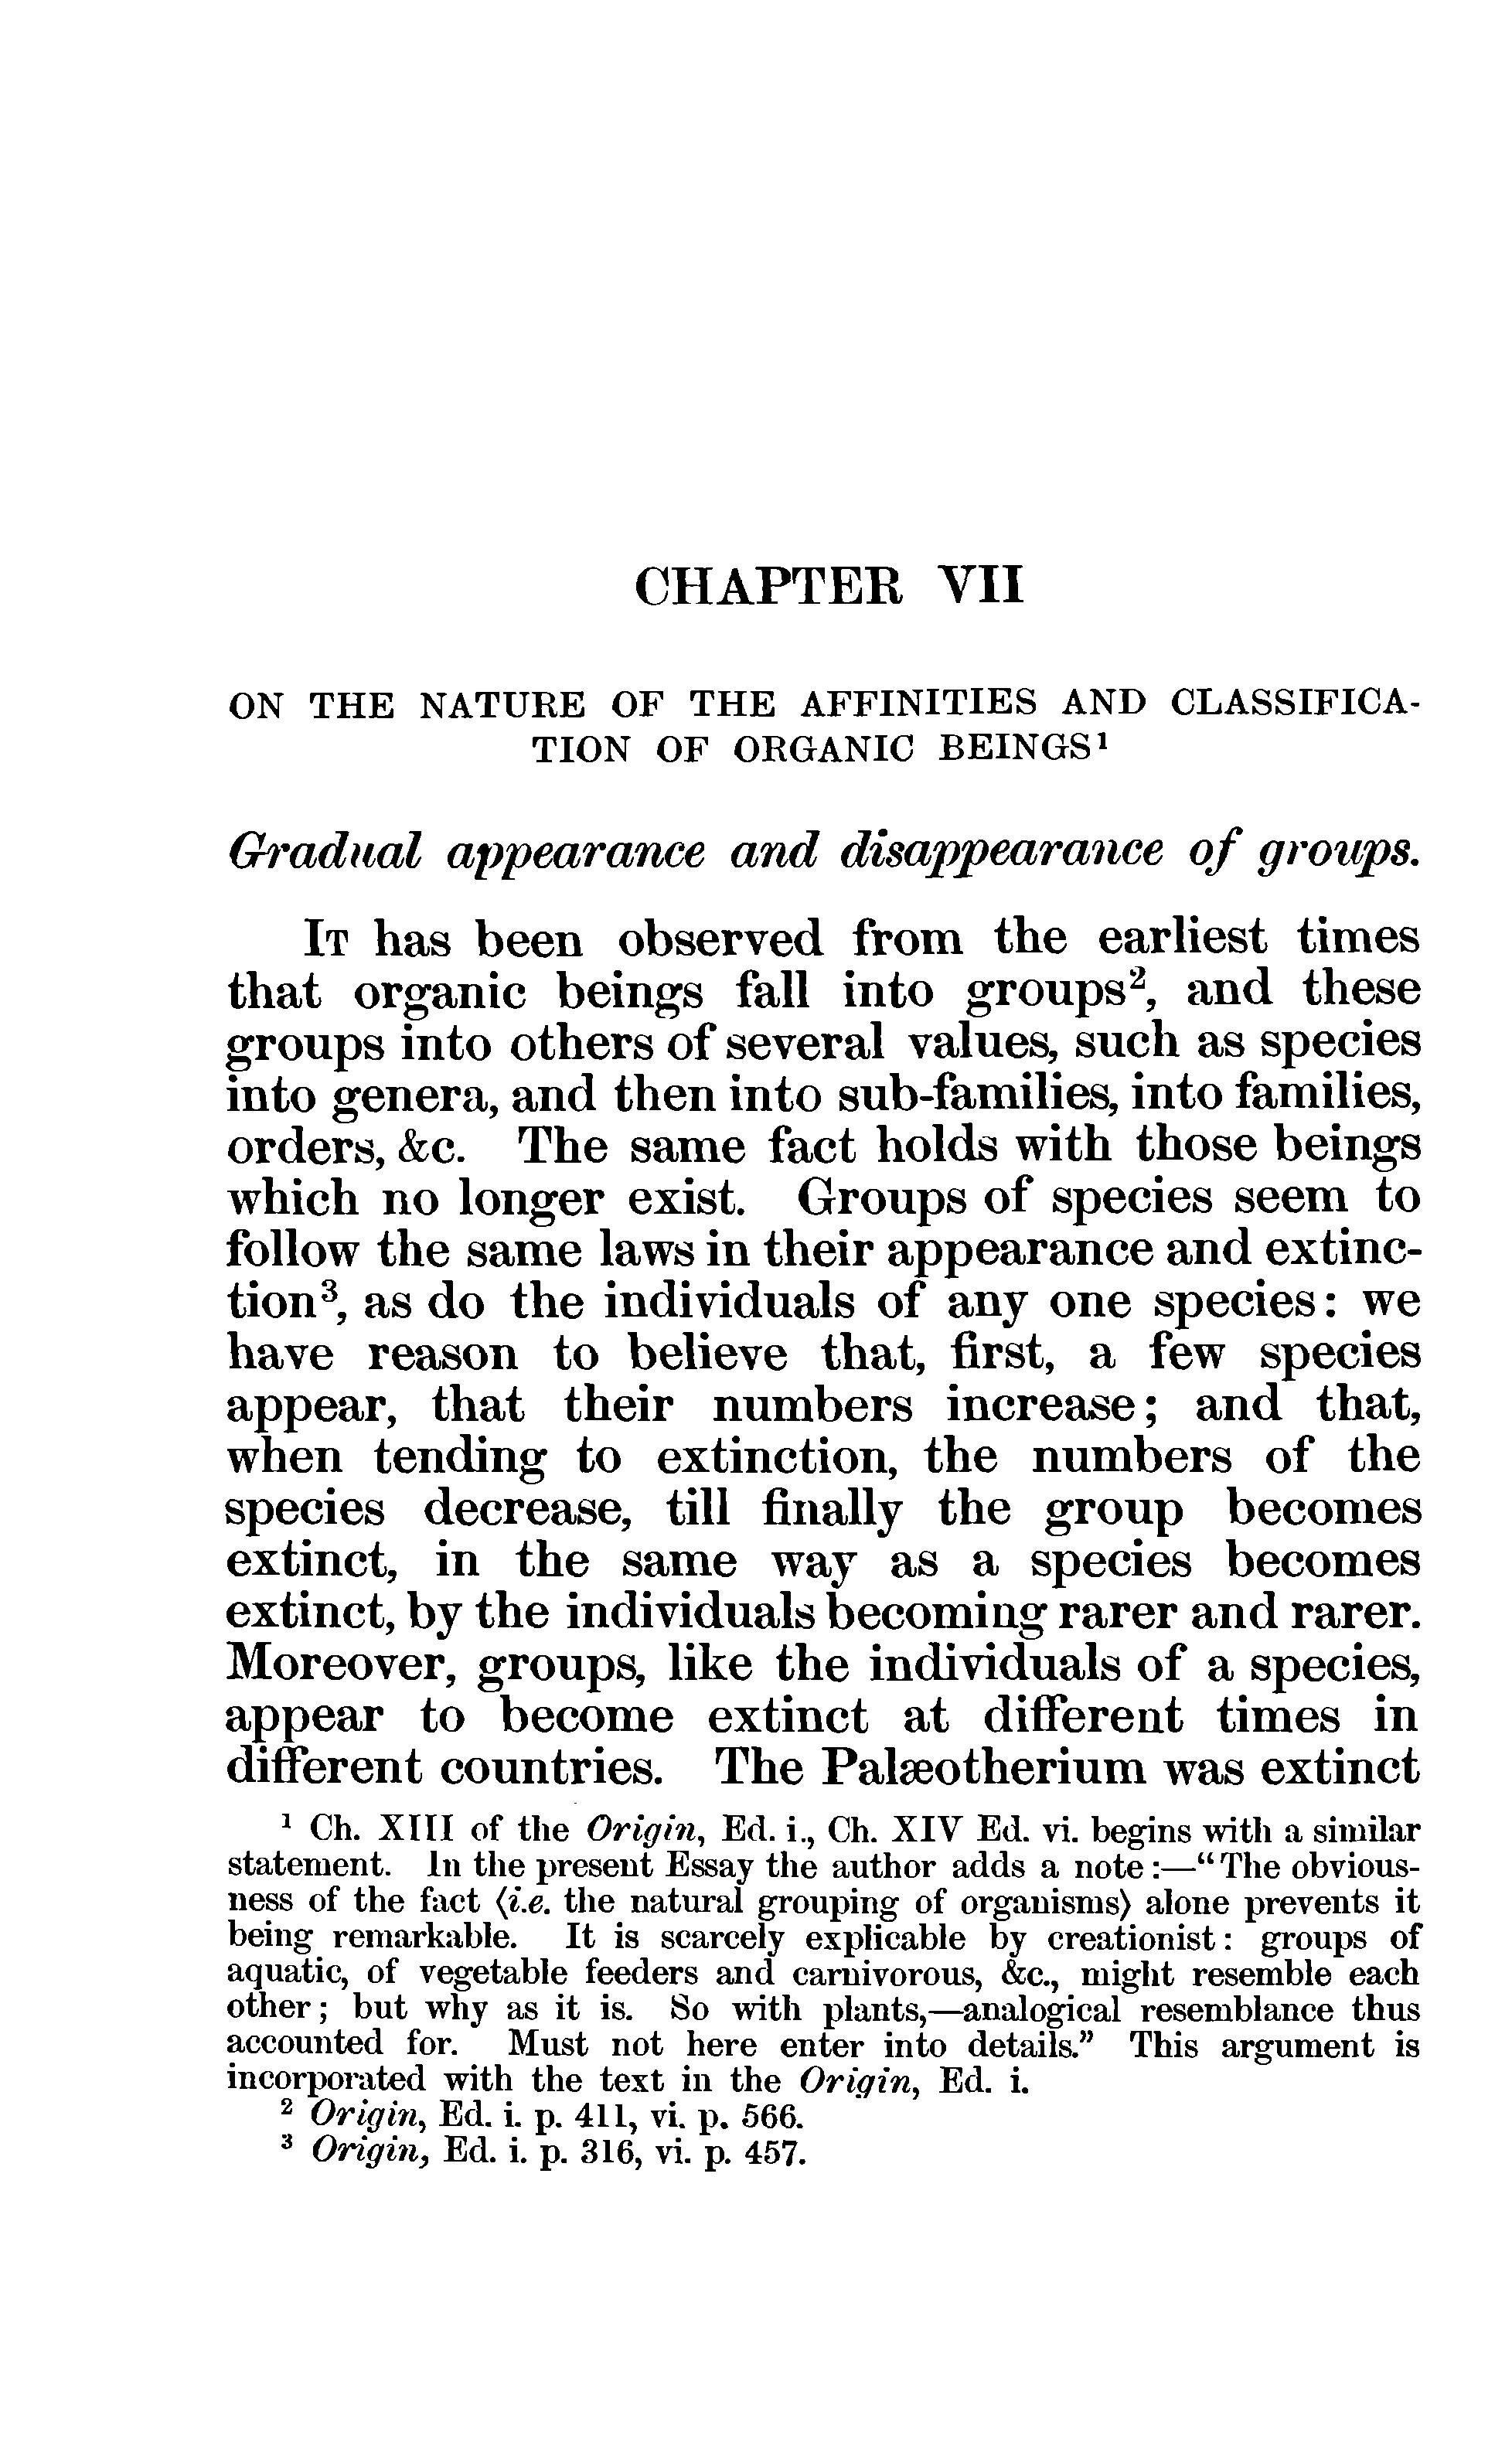 CHAPTER VII
ON THE NATURE OF THE AFFINITIES AND CLASSIFICA-
TION OF ORGANIC BEINGS¹
Gradual appearance and disappearance of groups.
IT has been observed from the earliest times
that organic beings fall into groups², and these
groups into others of several values, such as species
into genera, and then into sub-families, into families,
orders, &c. The same fact holds with those beings
which no longer exist. Groups of species seem to
follow the same laws in their appearance and extinc-
tion³, as do the individuals of any one species: we
have reason to believe that, first, a few species
appear, that their numbers increase; and that,
when tending to extinction, the numbers of the
species decrease, till finally the group becomes
extinct, in the same way as a species becomes
extinct, by the individuals becoming rarer and rarer.
Moreover, groups, like the individuals of a species,
appear to become extinct at different times in
different countries. The Palæotherium was extinct
¹ Ch. XIII of the Origin, Ed. i., Ch. XIV Ed. vi. begins with a similar
statement. In the present Essay the author adds a note:—“The obvious-
ness of the fact ⟨i.e. the natural grouping of organisms⟩ alone prevents it
being remarkable. It is scarcely explicable by creationist: groups of
aquatic, of vegetable feeders and carnivorous, &c., might resemble each
other; but why as it is. So with plants,—analogical resemblance thus
accounted for. Must not here enter into details.” This argument is
incorporated with the text in the Origin, Ed. i.
² Origin, Ed. i. p. 411, vi. p. 566.
³ Origin, Ed. i. p. 316, vi. p. 457.